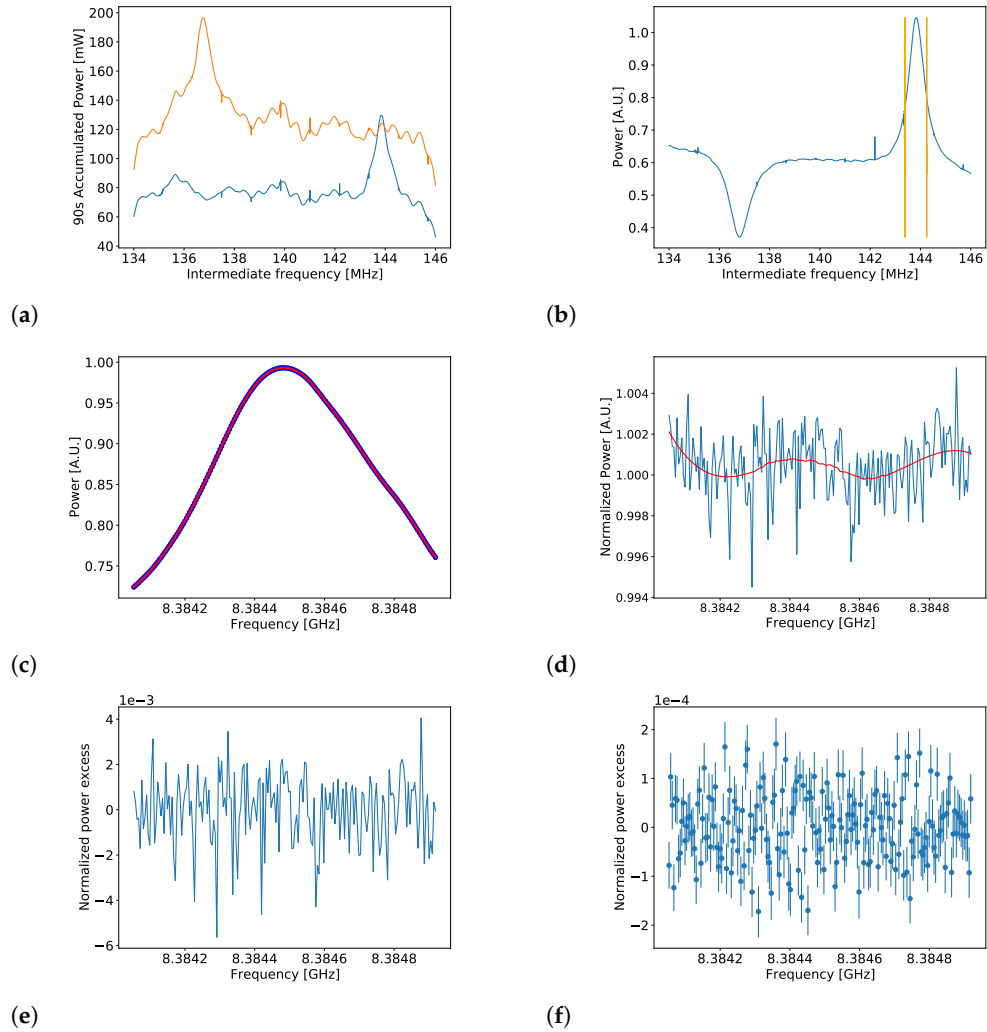 200
180
160
140
120
100
80
60
40
90s Accumulated Power [mW]
134 136 138 140 142 144 146
Intermediate frequency [MHz]
(a)
1.0
0.9
0.8
0.7
0.6
0.5
0.4
Power [A.U.]
134 136 138 140 142 144 146
Intermediate frequency [MHz]
(b)
1.00
0.95
0.90
0.85
0.80
0.75
Power [A.U.]
8.3842 8.3844 8.3846 8.3848
Frequency [GHz]
(c)
1.004
1.002
1.000
0.998
0.996
0.994
Normalized Power [A.U.]
8.3842 8.3844 8.3846 8.3848
Frequency [GHz]
(d)
1e−3
4
2
0
−2
−4
−6
Normalized power excess
8.3842 8.3844 8.3846 8.3848
Frequency [GHz]
(e)
1e−4
2
1
0
−1
−2
Normalized power excess
8.3842 8.3844 8.3846 8.3848
Frequency [GHz]
(f)